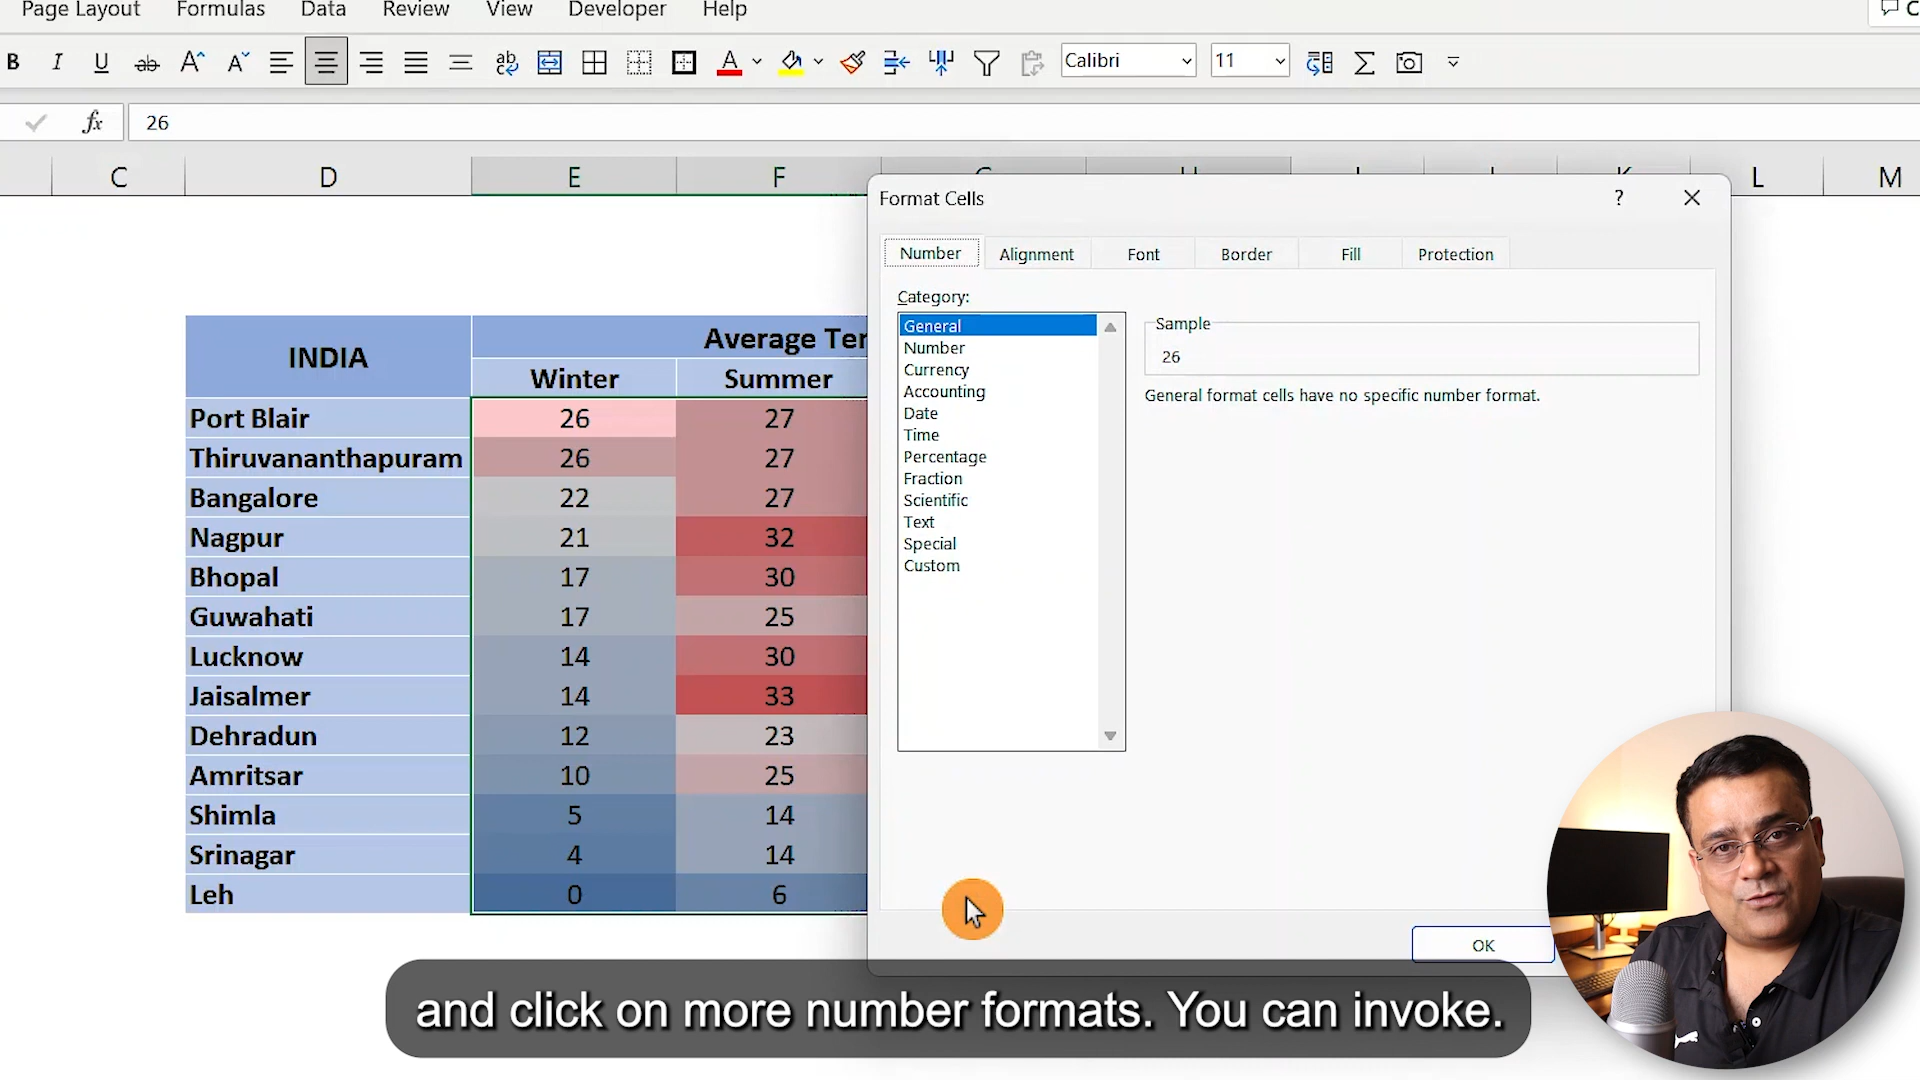 Page Layout Formulas Data Review View Developer Help C
B I U ab A A ab A Calibri 11
fx 26
C D E F G H I J K L M
Format Cells ? X
Number Alignment Font Border Fill Protection
Category:
General
Number
Currency
Accounting
Date
Time
Percentage
Fraction
Scientific
Text
Special
Custom
Sample
26
General format cells have no specific number format.
OK
INDIA Average Ter
Winter Summer
Port Blair 26 27
Thiruvananthapuram 26 27
Bangalore 22 27
Nagpur 21 32
Bhopal 17 30
Guwahati 17 25
Lucknow 14 30
Jaisalmer 14 33
Dehradun 12 23
Amritsar 10 25
Shimla 5 14
Srinagar 4 14
Leh 0 6
and click on more number formats. You can invoke.